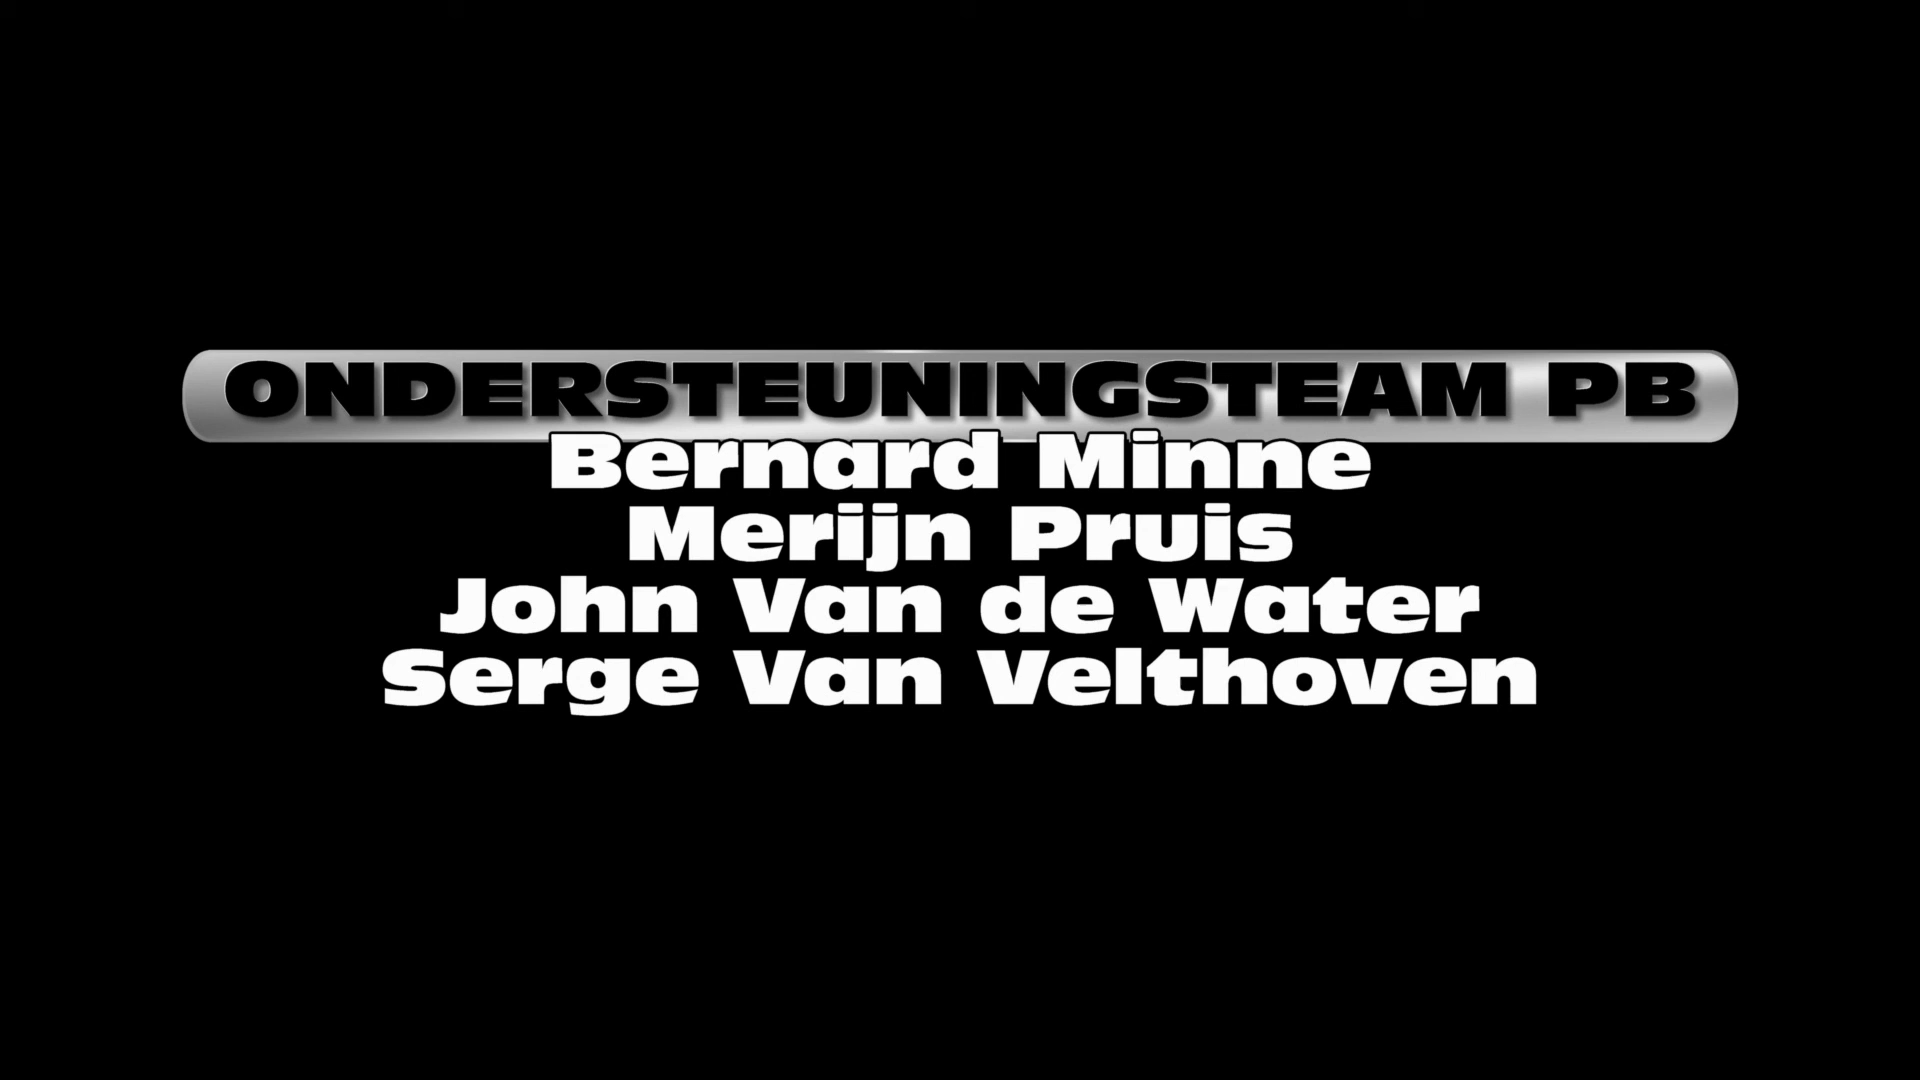 ONDERSTEUNINGSTEAM PB
Bernard Minne
Merijn Pruis
John Van de Water
Serge Van Velthoven